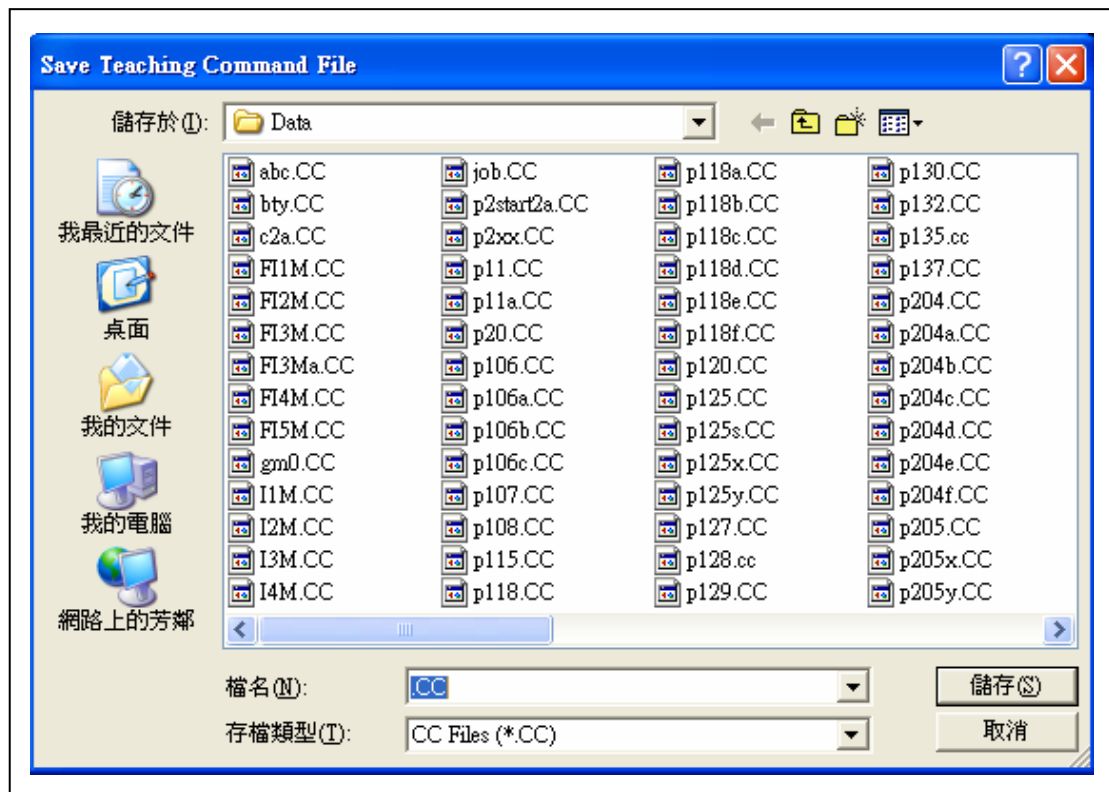 Save Teaching Command File
儲存於(I):
Data
我最近的文件
桌面
我的文件
我的電腦
網路上的芳鄰
abc.CC
bty.CC
c2a.CC
FI1M.CC
FI2M.CC
FI3M.CC
FI3Ma.CC
FI4M.CC
FI5M.CC
gm0.CC
I1M.CC
I2M.CC
I3M.CC
I4M.CC
job.CC
p2start2a.CC
p2xx.CC
p11.CC
p11a.CC
p20.CC
p106.CC
p106a.CC
p106b.CC
p106c.CC
p107.CC
p108.CC
p115.CC
p118.CC
p118a.CC
p118b.CC
p118c.CC
p118d.CC
p118e.CC
p118f.CC
p120.CC
p125.CC
p125s.CC
p125x.CC
p125y.CC
p127.CC
p128.cc
p129.CC
p130.CC
p132.CC
p135.cc
p137.CC
p204.CC
p204a.CC
p204b.CC
p204c.CC
p204d.CC
p204e.CC
p204f.CC
p205.CC
p205x.CC
p205y.CC
檔名(N):
.CC
儲存(S)
存檔類型(T):
CC Files (*.CC)
取消